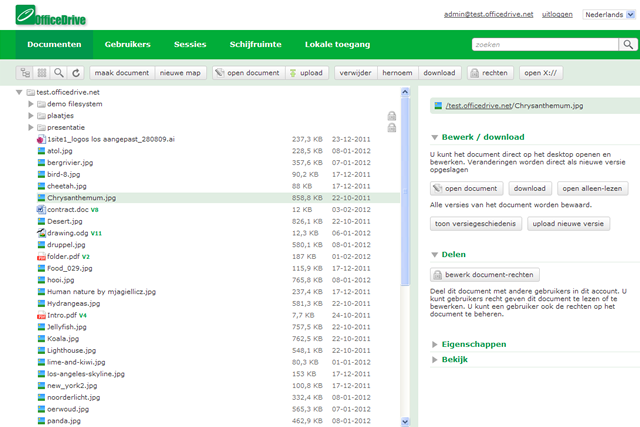 OfficeDrive
admin@test.officedrive.net uitloggen Nederlands
Documenten Gebruikers Sessies Schijfruimte Lokale toegang zoeken
maak document nieuwe map open document upload verwijder hernoem download rechten open X://
test.officedrive.net
demo filesystem
plaatjes
presentatie
1site1_logos los aangepast_280809.ai 237,3 KB 23-12-2011
atol.jpg 228,5 KB 08-01-2012
bergrivier.jpg 357,6 KB 07-01-2012
bird-8.jpg 90,2 KB 17-12-2011
cheetah.jpg 88 KB 17-12-2011
Chrysanthemum.jpg 858,8 KB 22-10-2011
contract.doc V8 12 KB 03-02-2012
Desert.jpg 826,1 KB 22-10-2011
drawing.odg V11 12,3 KB 06-01-2012
druppel.jpg 580,1 KB 08-01-2012
folder.pdf V2 187 KB 01-02-2012
Food_029.jpg 116 KB 17-12-2011
hooi.jpg 765,8 KB 08-01-2012
Human nature by mjagiellicz.jpg 237,4 KB 17-12-2011
Hydrangeas.jpg 581,3 KB 22-10-2011
Intro.pdf V4 7,7 KB 24-10-2011
Jellyfish.jpg 757,5 KB 22-10-2011
Koala.jpg 762,5 KB 22-10-2011
Lighthouse.jpg 548,1 KB 22-10-2011
lime-and-kiwi.jpg 80,3 KB 01-01-2012
los-angeles-skyline.jpg 153 KB 17-12-2011
new_york2.jpg 100,8 KB 17-12-2011
noorderlicht.jpg 332,4 KB 08-01-2012
oerwoud.jpg 565,3 KB 07-01-2012
panda.jpg 462,9 KB 08-01-2012
/test.officedrive.net/Chrysanthemum.jpg
Bewerk / download
U kunt het document direct op het desktop openen en
bewerken. Veranderingen worden direct als nieuwe versie
opgeslagen
open document download open alleen-lezen
Alle versies van het document worden bewaard.
toon versiegeschiedenis upload nieuwe versie
Delen
bewerk document-rechten
Deel dit document met andere gebruikers in dit account. U
kunt gebruikers recht geven dit document te lezen of te
bewerken. U kunt een gebruiker ook de rechten op het
document te beheren.
Eigenschappen
Bekijk